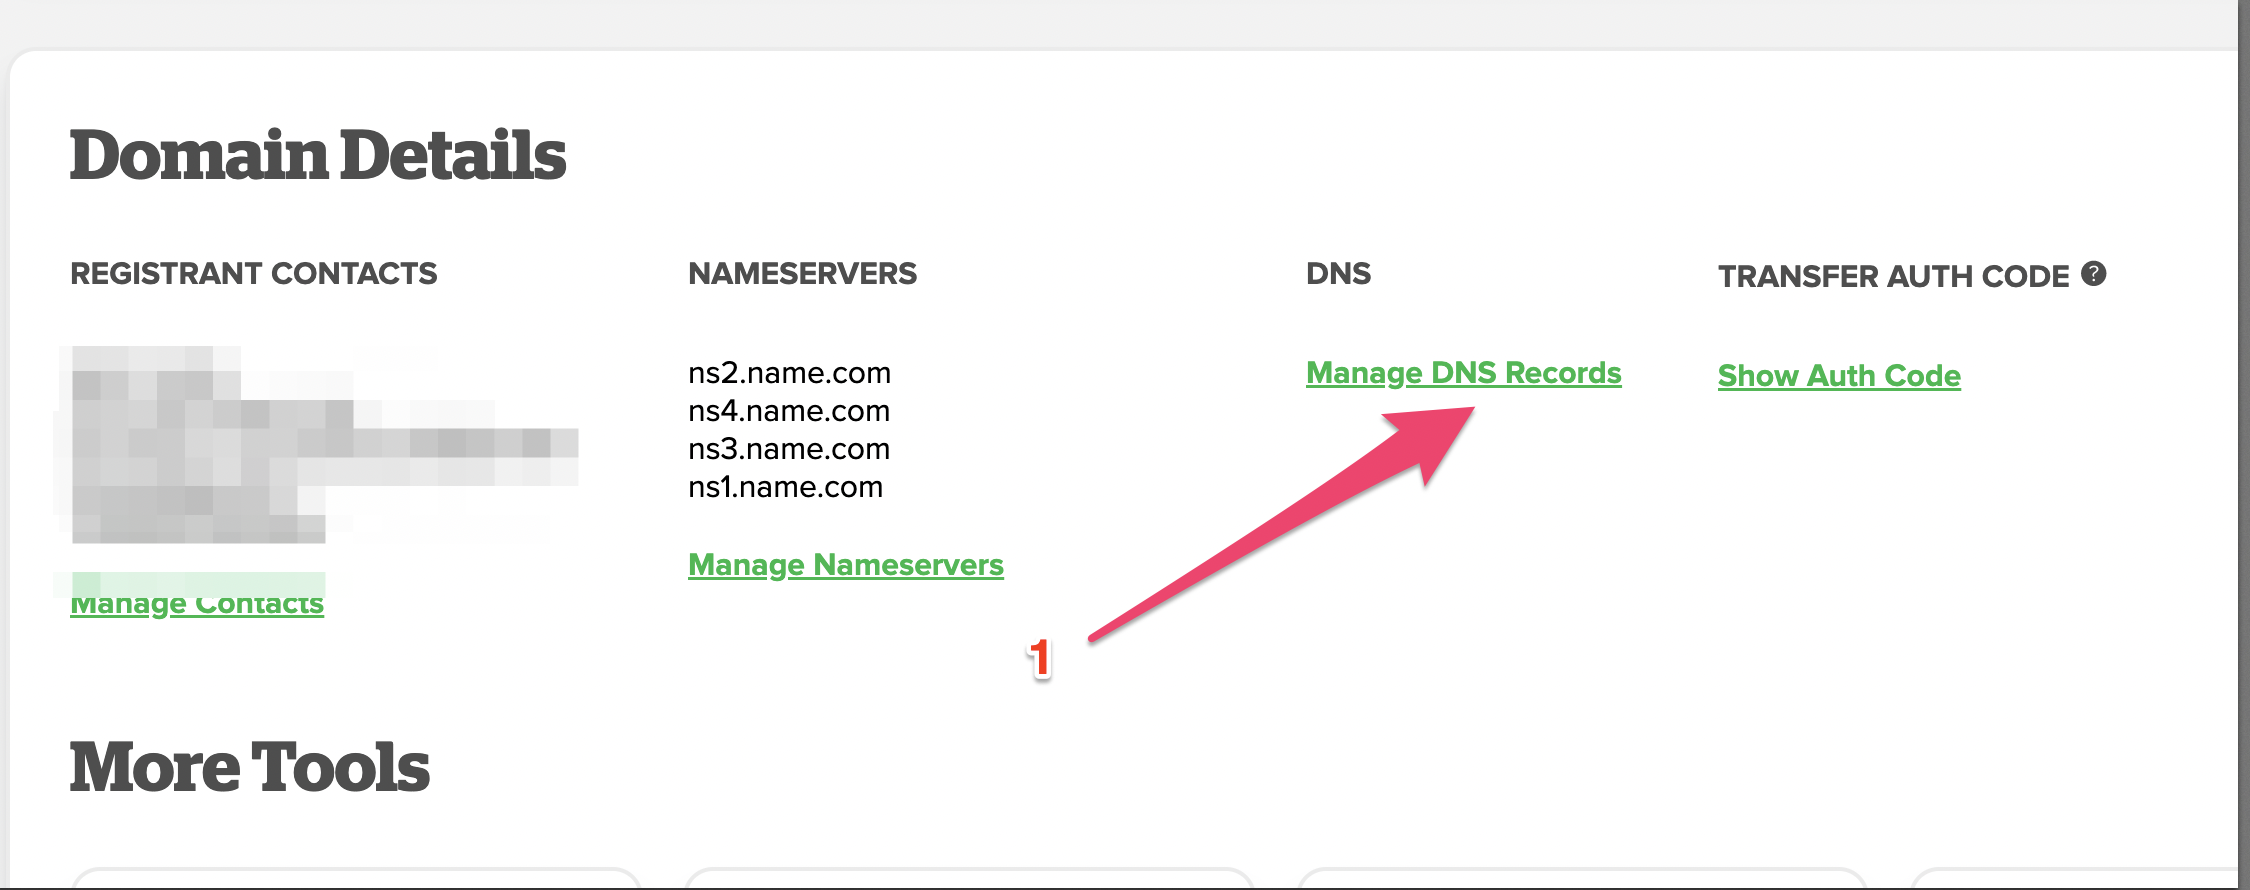 Domain Details
REGISTRANT CONTACTS
NAMESERVERS
DNS
TRANSFER AUTH CODE ?
ns2.name.com
ns4.name.com
ns3.name.com
ns1.name.com
Manage DNS Records
Show Auth Code
Manage Nameservers
Manage Contacts
1
More Tools